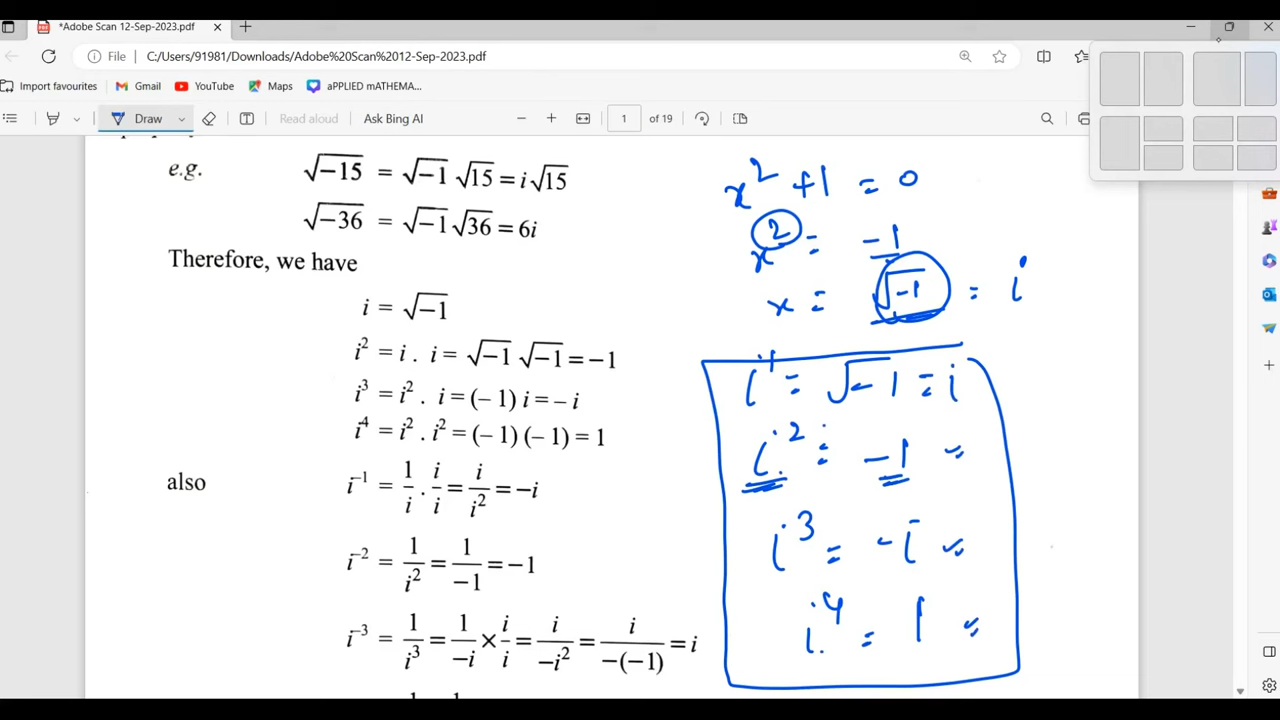 *Adobe Scan 12-Sep-2023.pdf
File C:/Users/91981/Downloads/Adobe%20Scan%2012-Sep-2023.pdf
Import favourites Gmail YouTube Maps aPPLIED mATHEMA...
Draw Read aloud Ask Bing AI 1 of 19
e.g. √-15 = √-1 √15 = i√15
√-36 = √-1 √36 = 6i
Therefore, we have
i = √-1
i² = i . i = √-1 √-1 = -1
i³ = i² . i = (-1) i = -i
i⁴ = i² . i² = (-1) (-1) = 1
also i⁻¹ = 1/i . i/i = i/i² = -i
i⁻² = 1/i² = 1/-1 = -1
i⁻³ = 1/i³ = 1/-i × i/i = i/-i² = i/-(-1) = i
x² + 1 = 0
x² = -1
x = √-1 = i
i¹ = √-1 = i
i² = -1
i³ = -i
i⁴ = 1